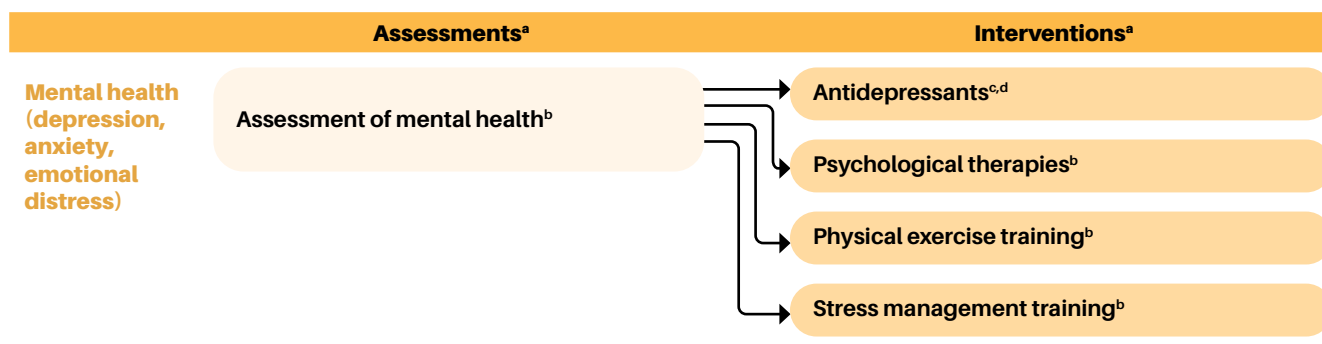 Assessmentsᵃ
Interventionsᵃ
Mental health
(depression,
anxiety,
emotional
distress)
Assessment of mental healthᵇ
Antidepressantsᶜ,ᵈ
Psychological therapiesᵇ
Physical exercise trainingᵇ
Stress management trainingᵇ